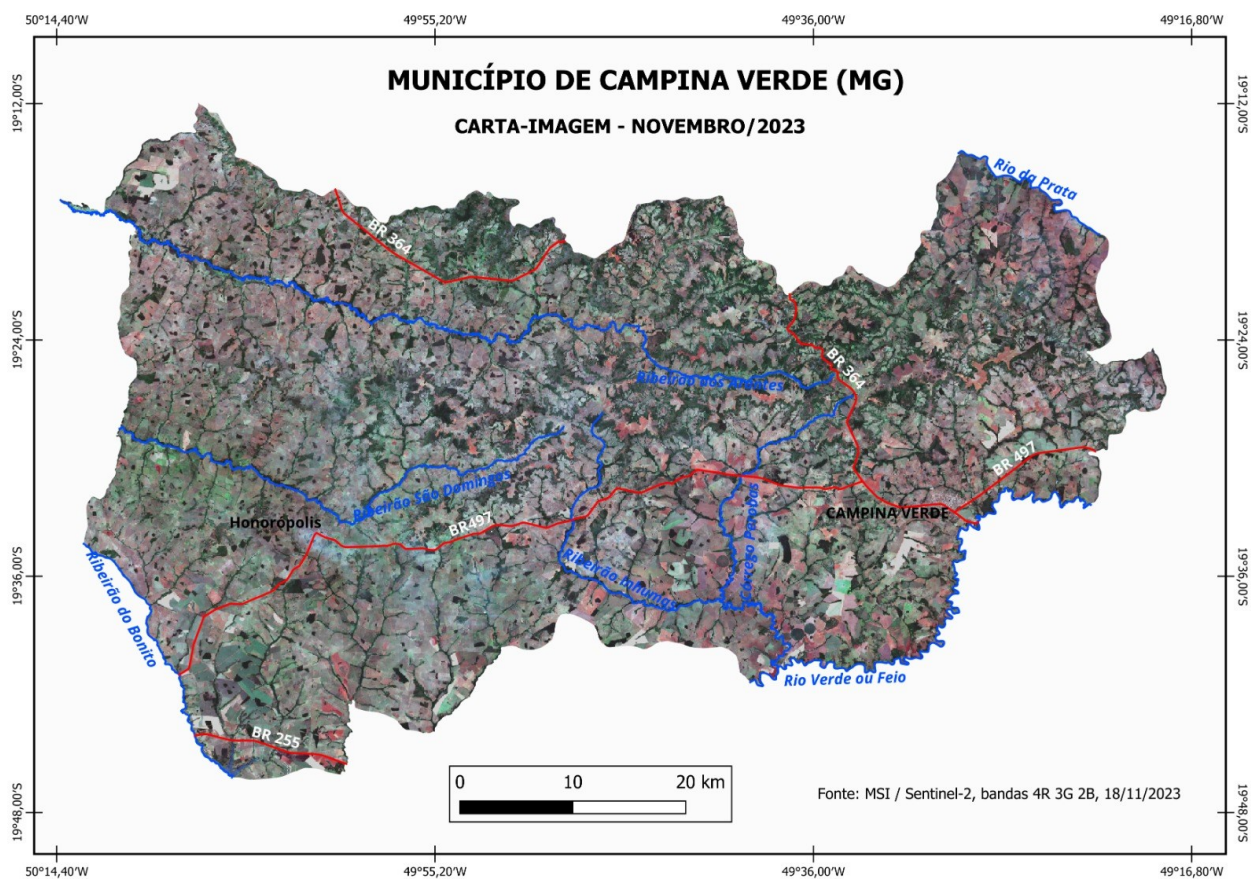 50°14,40'W 49°55,20'W 49°36,00'W 49°16,80'W
MUNICÍPIO DE CAMPINA VERDE (MG)
CARTA-IMAGEM - NOVEMBRO/2023
19°12,00'S 19°12,00'S
Rio da Prata
BR 364
19°24,00'S 19°24,00'S
BR 364
Ribeirão dos
BR 497
Ribeirão São Domingos
Córrego
CAMPINA VERDE
Honorópolis
BR497
Ribeirão Inhumas
19°36,00'S 19°36,00'S
Ribeirão do Bonito
Rio Verde ou Feio
BR 255
0 10 20 km
Fonte: MSI / Sentinel-2, bandas 4R 3G 2B, 18/11/2023
19°48,00'S 19°48,00'S
50°14,40'W 49°55,20'W 49°36,00'W 49°16,80'W